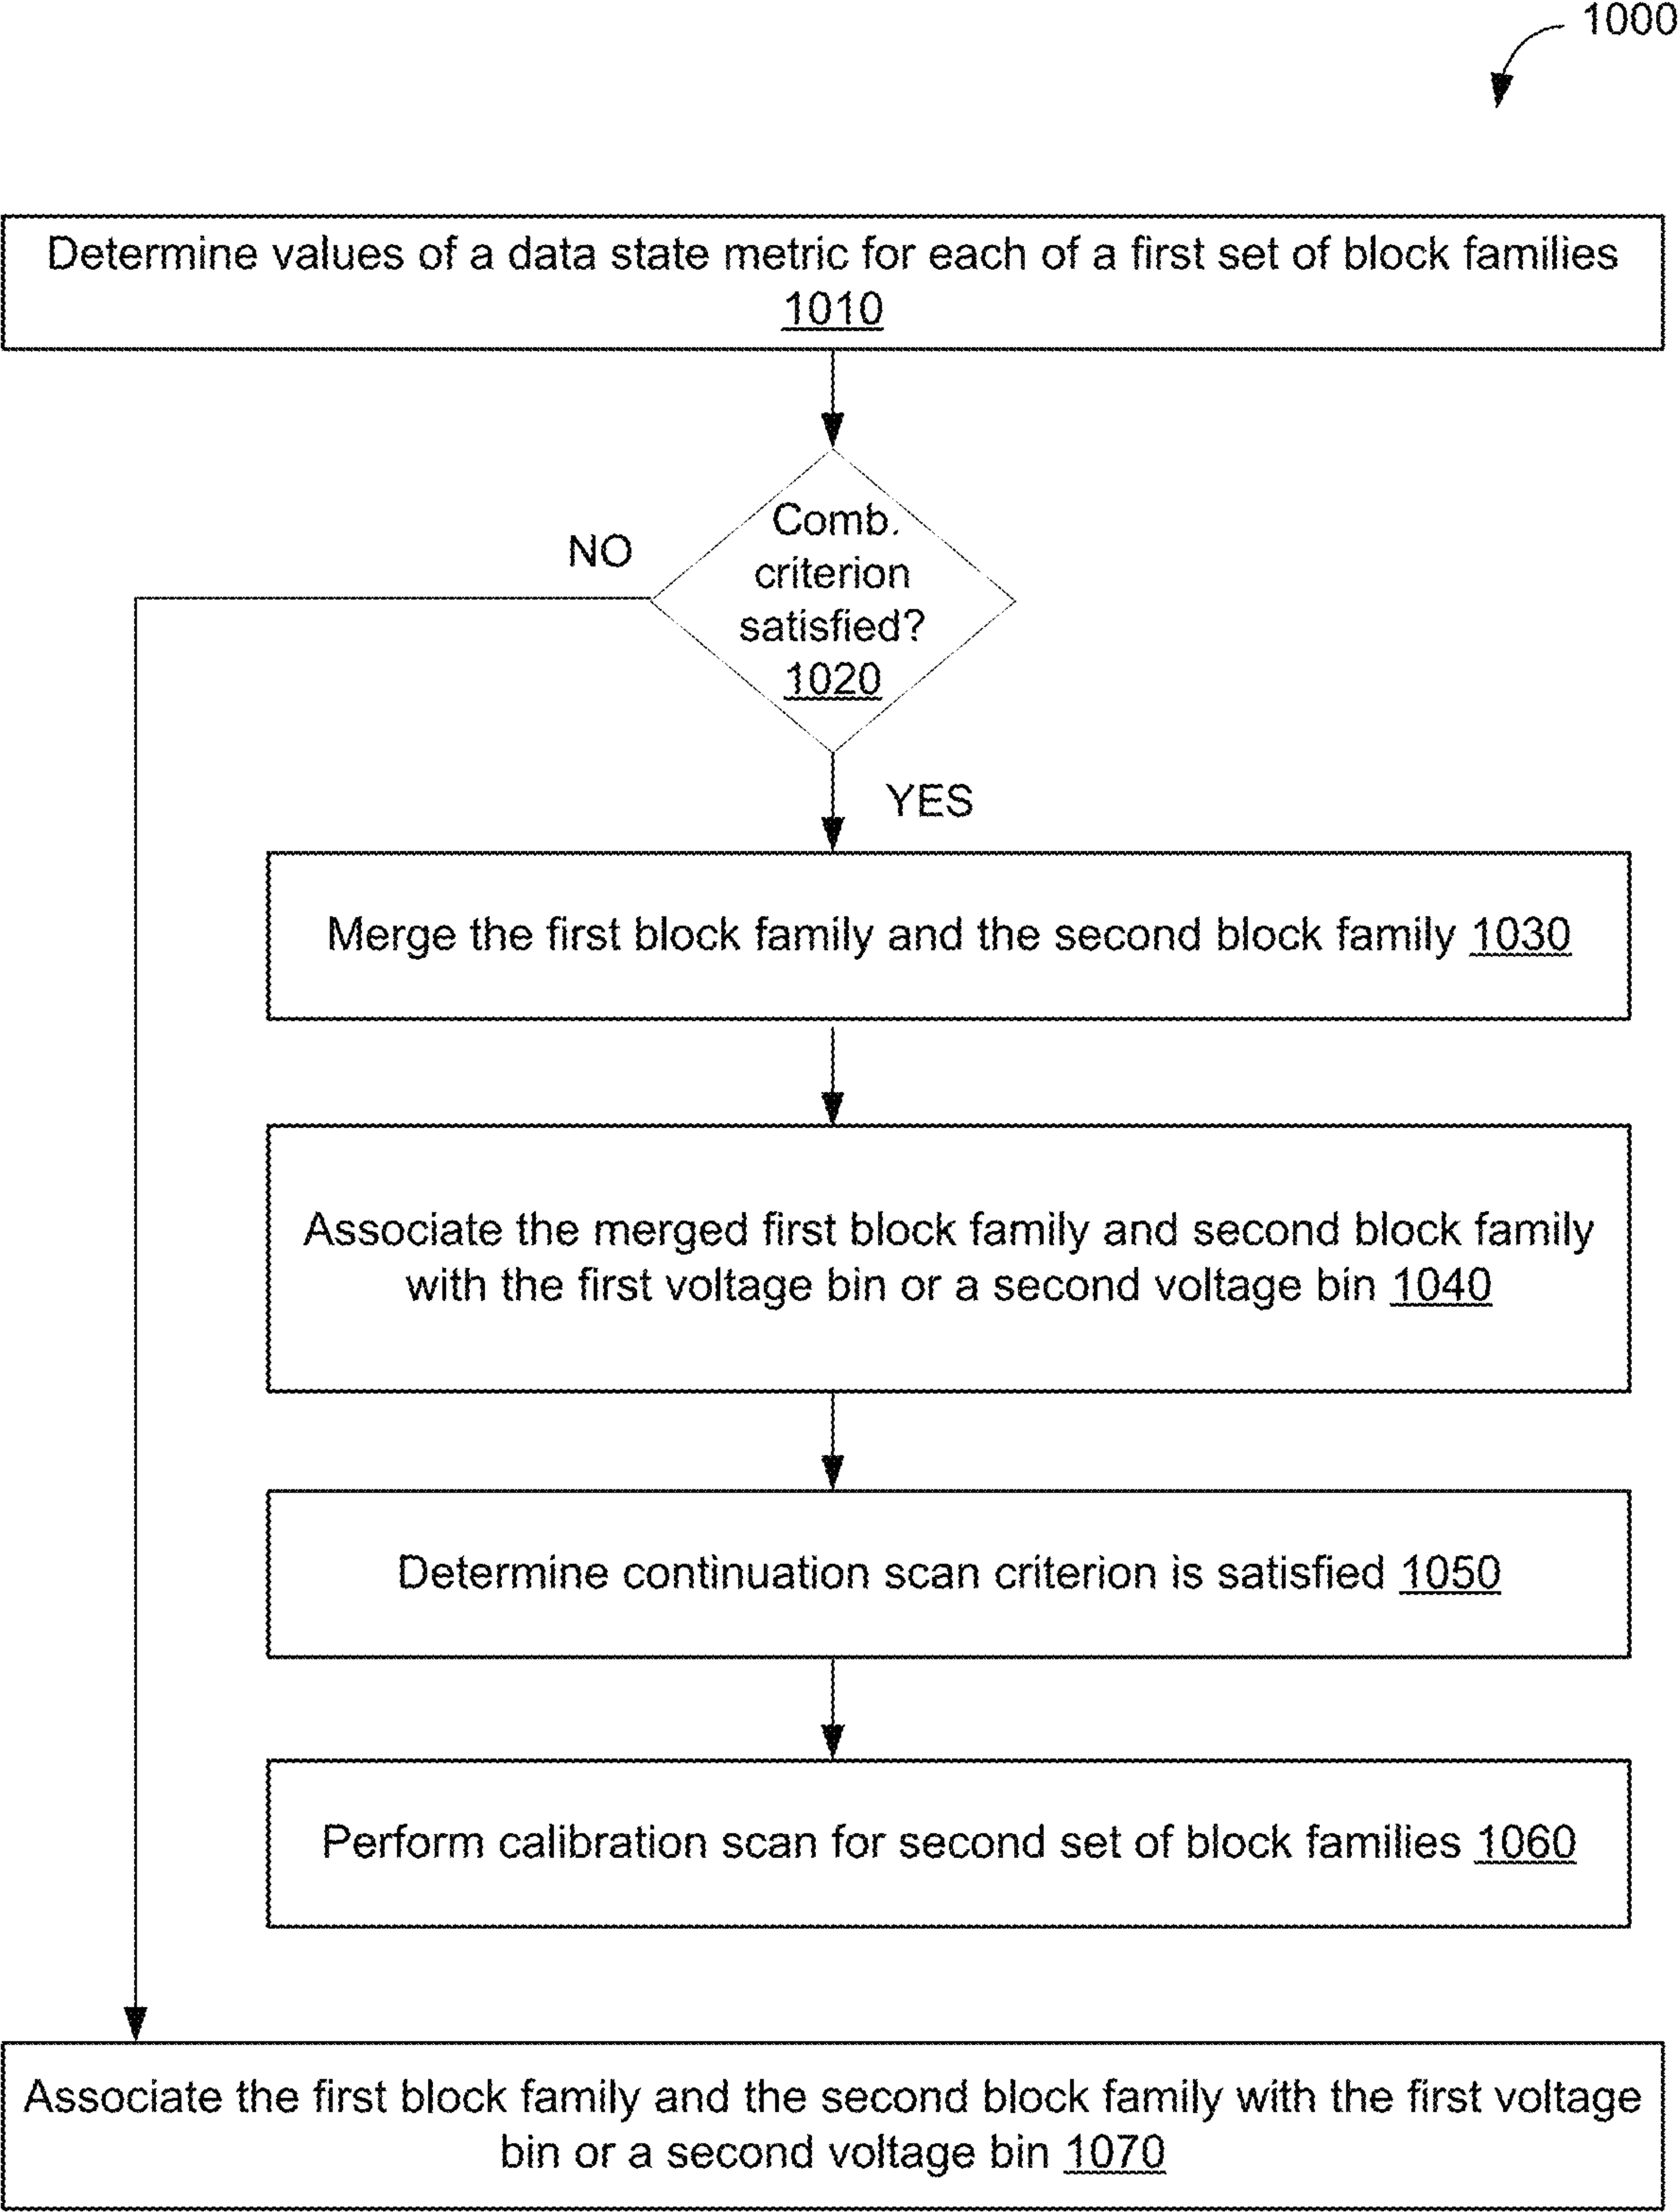 1000
Determine values of a data state metric for each of a first set of block families
1010
Comb.
criterion
satisfied?
1020
NO
YES
Merge the first block family and the second block family 1030
Associate the merged first block family and second block family
with the first voltage bin or a second voltage bin 1040
Determine continuation scan criterion is satisfied 1050
Perform calibration scan for second set of block families 1060
Associate the first block family and the second block family with the first voltage
bin or a second voltage bin 1070